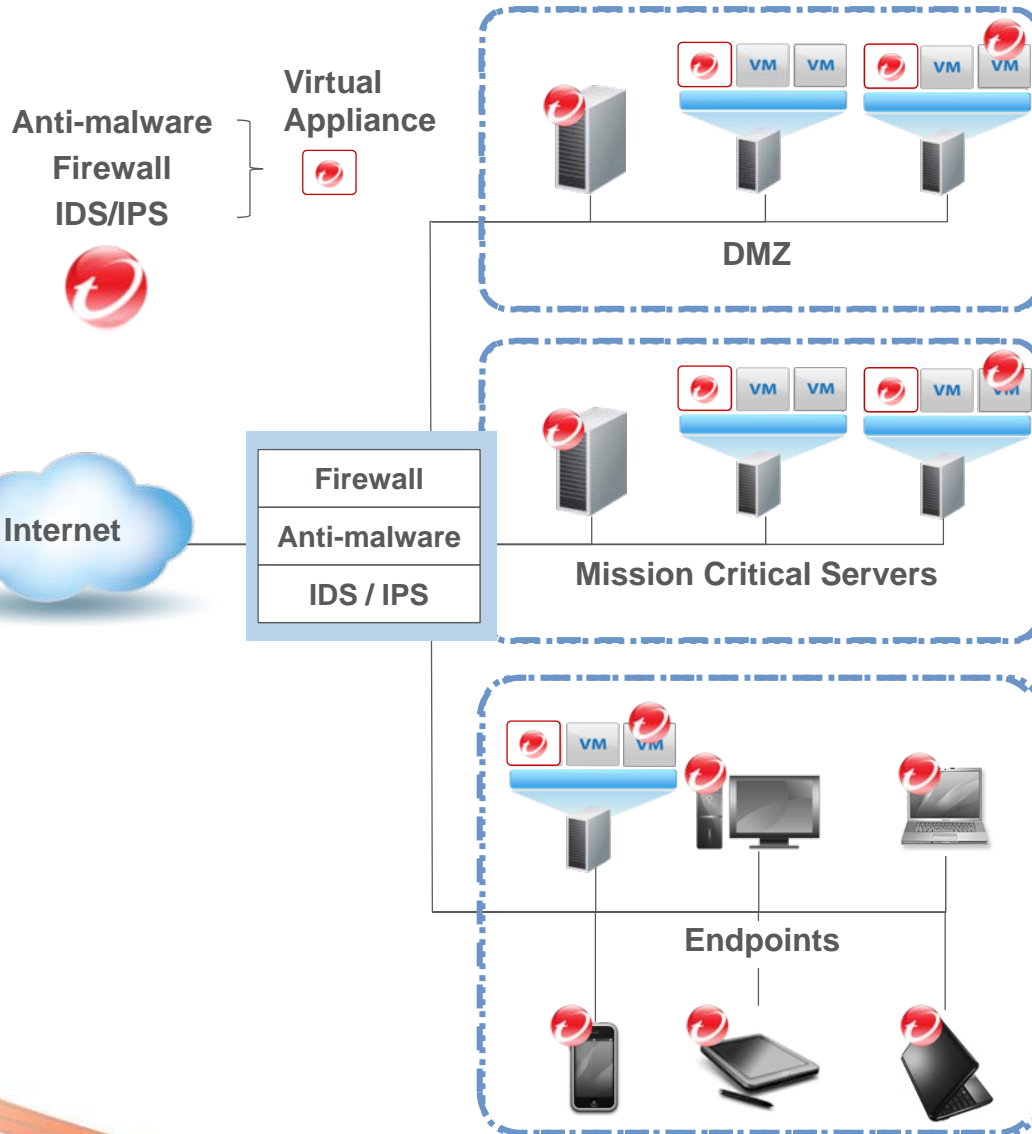 Anti-malware
Firewall
IDS/IPS
Virtual
Appliance
VM VM
VM VM
DMZ
VM VM
VM VM
Mission Critical Servers
Internet
Firewall
Anti-malware
IDS / IPS
VM VM
Endpoints